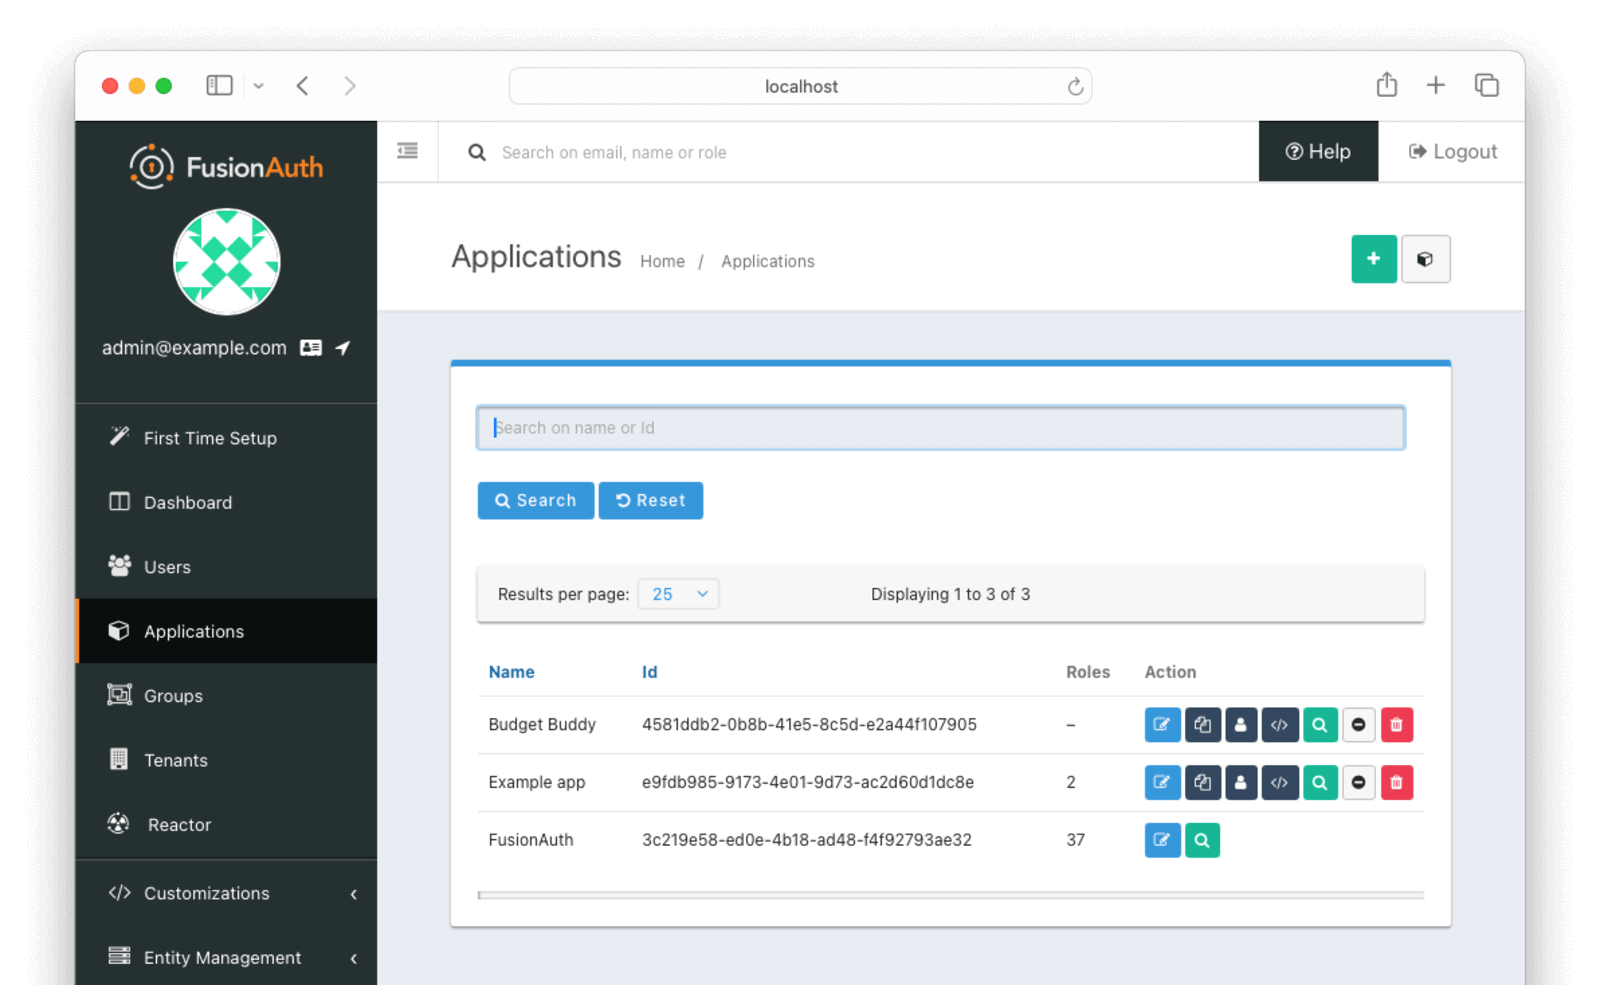 localhost
FusionAuth
Search on email, name or role
Help
Logout
Applications Home / Applications
admin@example.com
First Time Setup
Dashboard
Users
Applications
Groups
Tenants
Reactor
Customizations
Entity Management
Search on name or Id
Search Reset
Results per page: 25 Displaying 1 to 3 of 3
Name Id Roles Action
Budget Buddy 4581ddb2-0b8b-41e5-8c5d-e2a44f107905 –
Example app e9fdb985-9173-4e01-9d73-ac2d60d1dc8e 2
FusionAuth 3c219e58-ed0e-4b18-ad48-f4f92793ae32 37